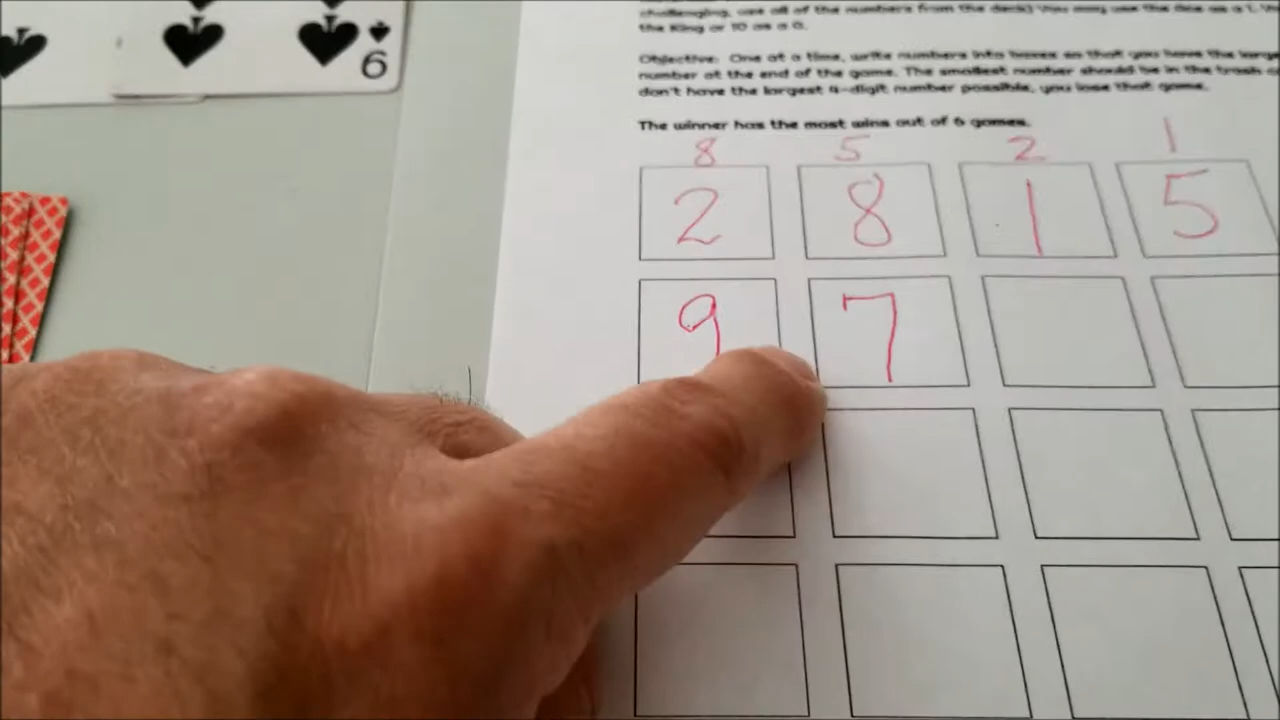 challenging, use all of the numbers from the deck) You may use the Ace as a 1.
the King or 10 as a 0.
Objective: One at a time, write numbers into boxes so that you have the
number at the end of the game. The smallest number should be in the trash
don't have the largest 4-digit number possible, you lose that game.
The winner has the most wins out of 6 games.
8 5 2 1
2 8 1 5
9 7
6